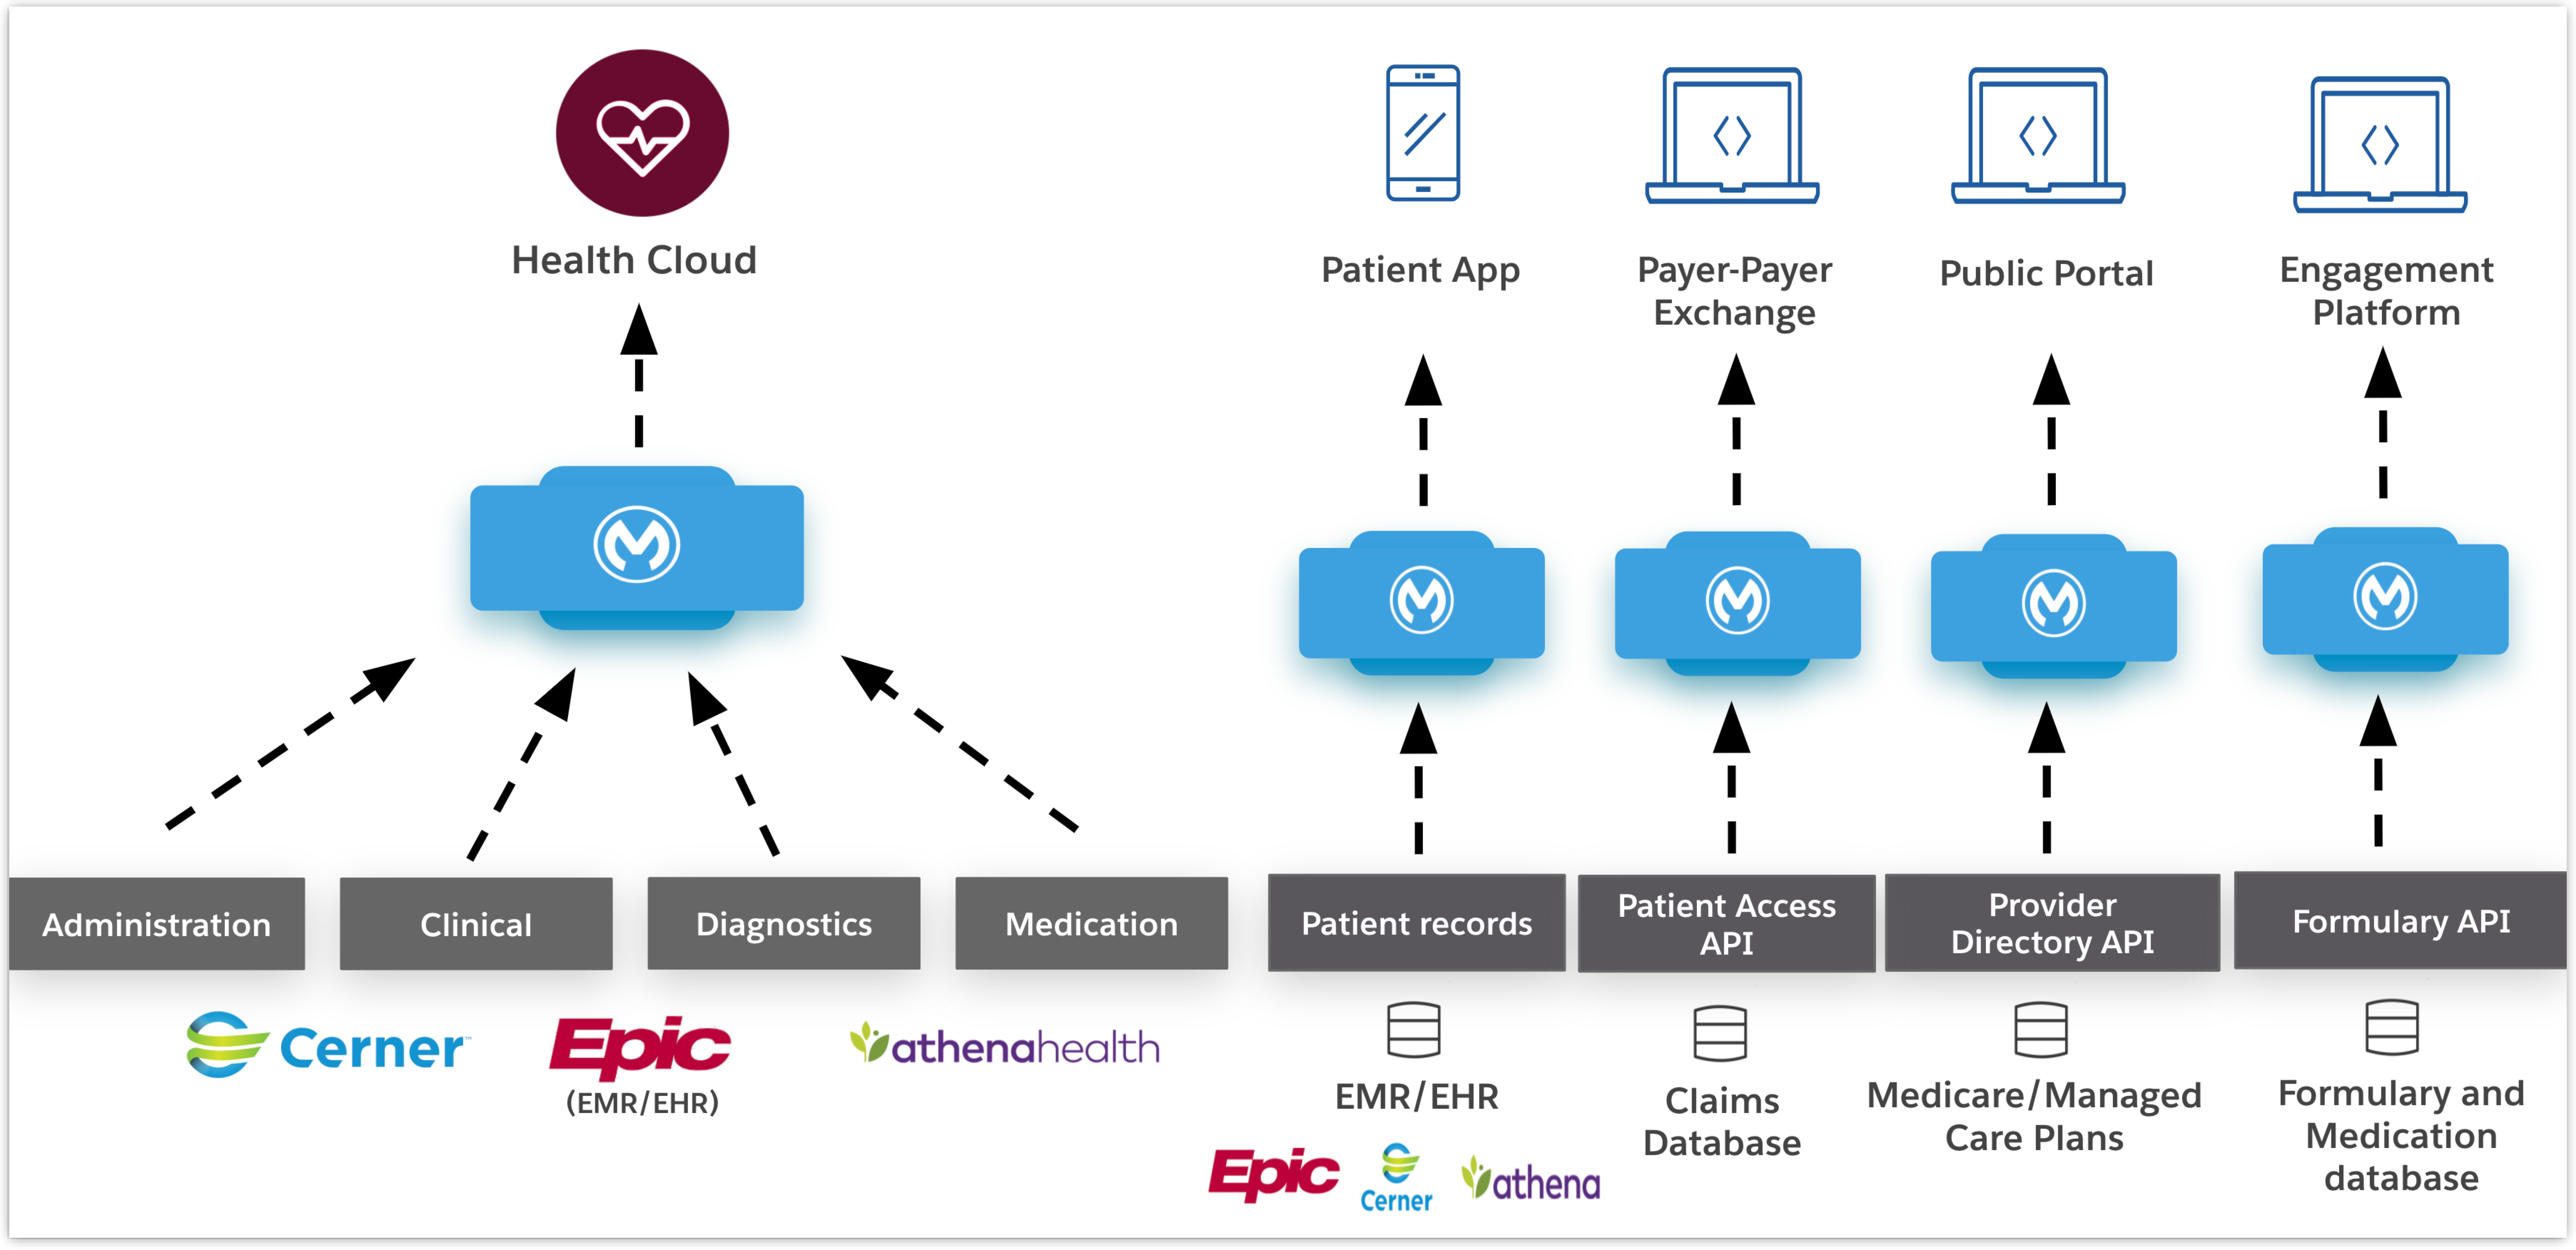 Health Cloud
Patient App
Payer-Payer
Exchange
Public Portal
Engagement
Platform
Administration
Clinical
Diagnostics
Medication
Patient records
Patient Access
API
Provider
Directory API
Formulary API
Cerner™
Epic
(EMR/EHR)
athenahealth
EMR/EHR
Epic
Cerner
athena
Claims
Database
Medicare/Managed
Care Plans
Formulary and
Medication
database